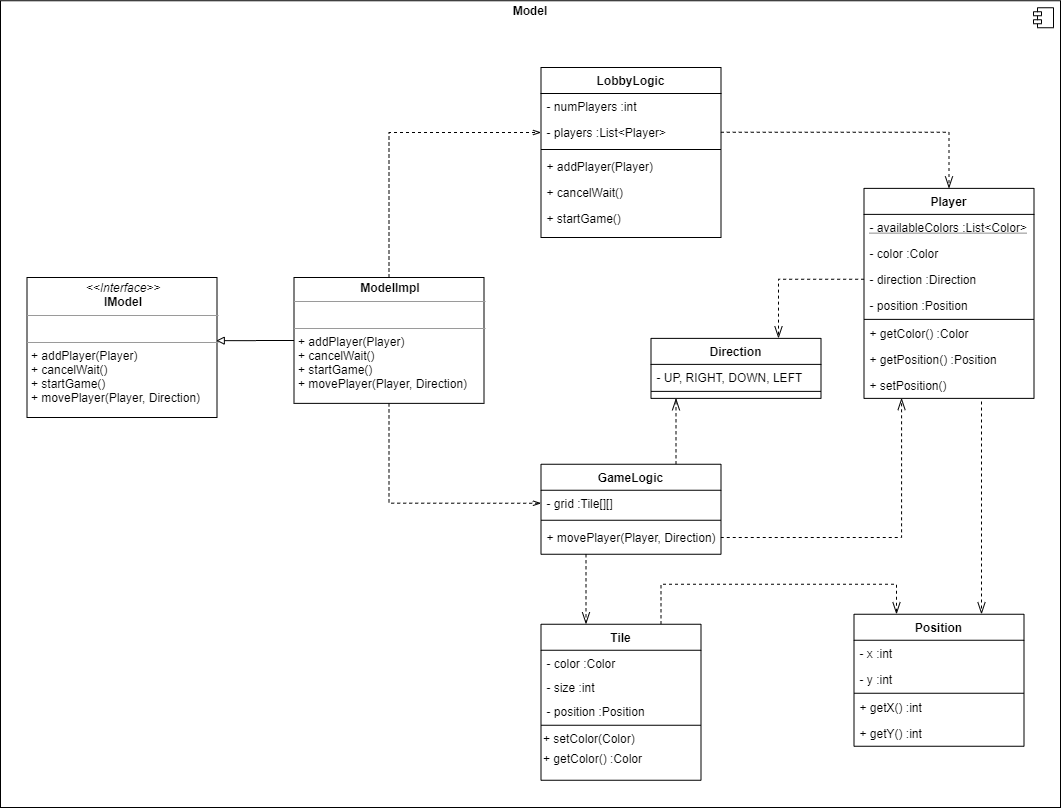 Model
LobbyLogic
- numPlayers :int
- players :List<Player>
+ addPlayer(Player)
+ cancelWait()
+ startGame()
Player
- availableColors :List<Color>
- color :Color
- direction :Direction
- position :Position
+ getColor() :Color
+ getPosition() :Position
+ setPosition()
<<Interface>>
IModel
+ addPlayer(Player)
+ cancelWait()
+ startGame()
+ movePlayer(Player, Direction)
ModelImpl
+ addPlayer(Player)
+ cancelWait()
+ startGame()
+ movePlayer(Player, Direction)
Direction
- UP, RIGHT, DOWN, LEFT
GameLogic
- grid :Tile[][]
+ movePlayer(Player, Direction)
Tile
- color :Color
- size :int
- position :Position
+ setColor(Color)
+ getColor() :Color
Position
- x :int
- y :int
+ getX() :int
+ getY() :int